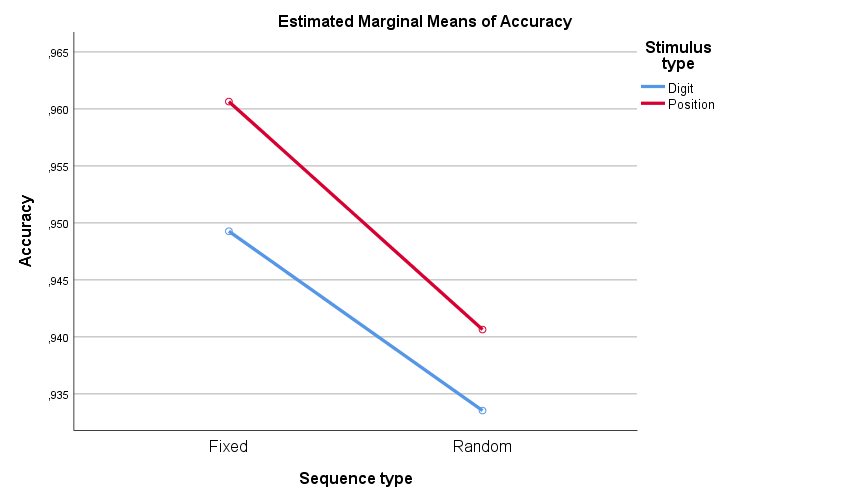 Estimated Marginal Means of Accuracy
Stimulus
type
Digit
Position
,965
,960
,955
,950
,945
,940
,935
Accuracy
Fixed
Random
Sequence type